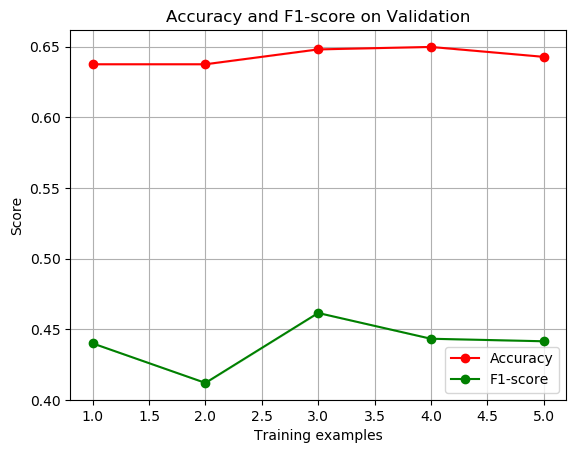 Accuracy and F1-score on Validation
0.65
0.60
0.55
0.50
0.45
0.40
Score
1.0 1.5 2.0 2.5 3.0 3.5 4.0 4.5 5.0
Training examples
Accuracy
F1-score